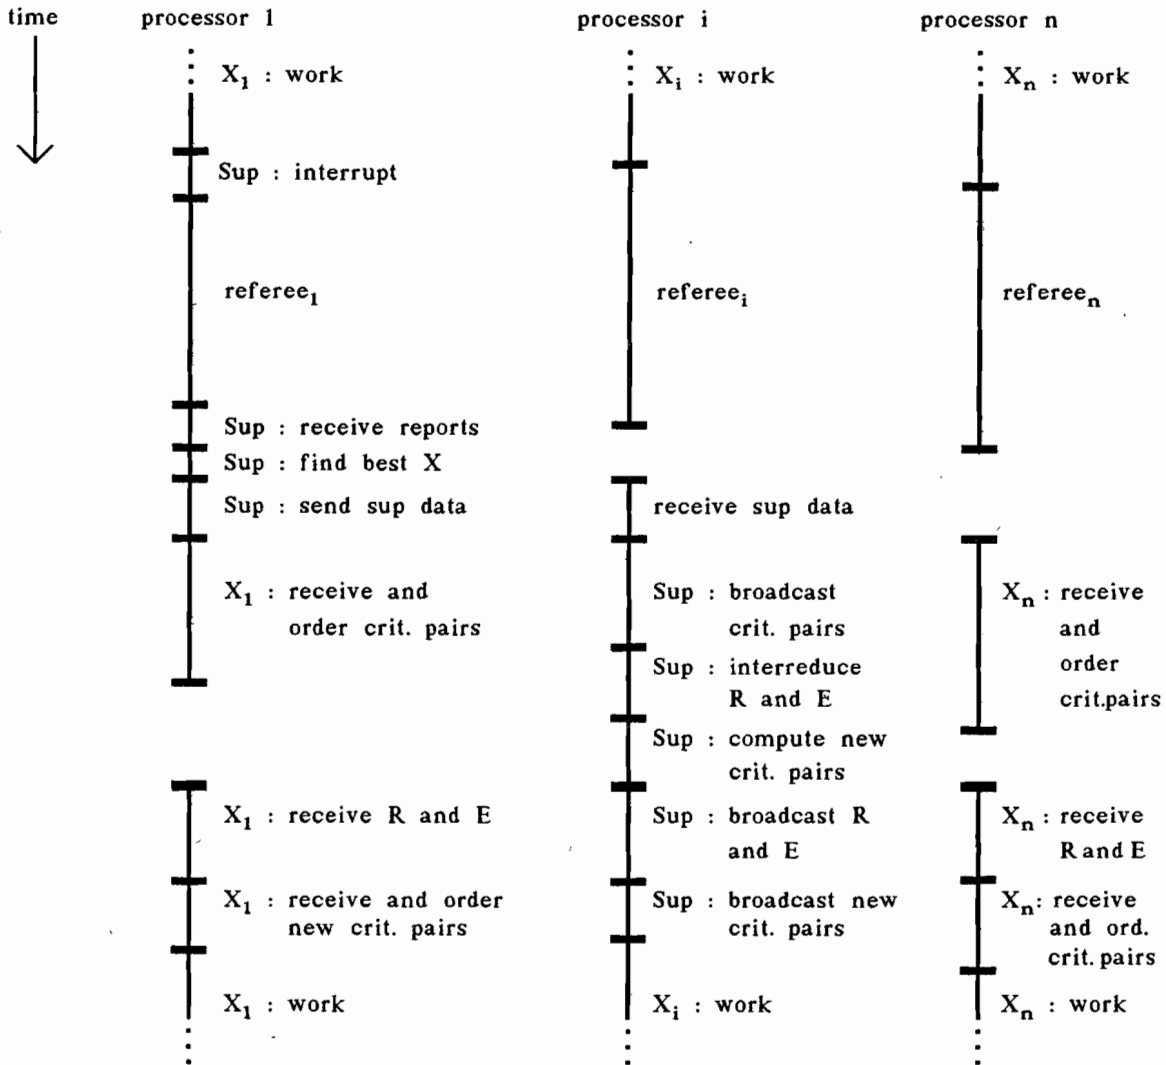 time
processor 1
processor i
processor n
X₁ : work
Xᵢ : work
Xₙ : work
Sup : interrupt
referee₁
refereeᵢ
refereeₙ
Sup : receive reports
Sup : find best X
Sup : send sup data
receive sup data
X₁ : receive and
order crit. pairs
Sup : broadcast
crit. pairs
Xₙ : receive
and
order
crit.pairs
Sup : interreduce
R and E
Sup : compute new
crit. pairs
X₁ : receive R and E
Sup : broadcast R
and E
Xₙ : receive
R and E
X₁ : receive and order
new crit. pairs
Sup : broadcast new
crit. pairs
Xₙ: receive
and ord.
crit. pairs
X₁ : work
Xᵢ : work
Xₙ : work